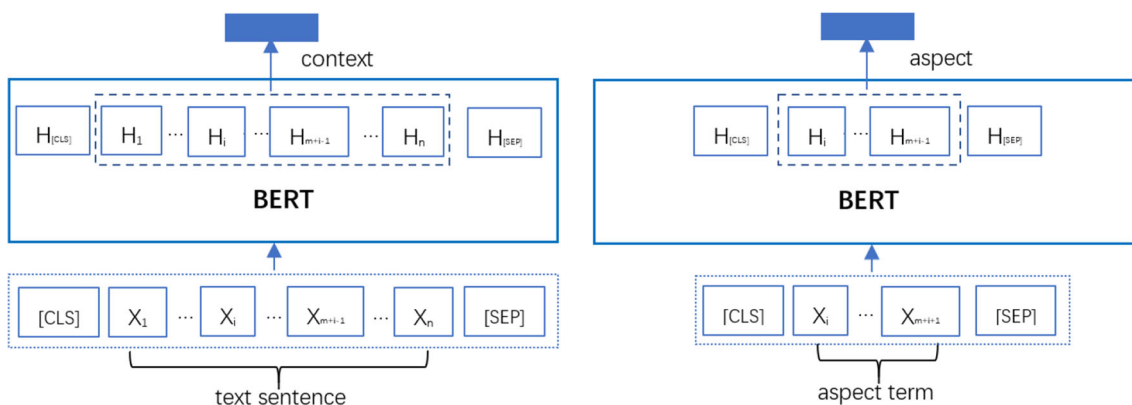 context
H[CLS] H1 ... Hi ... Hm+i-1 ... Hn H[SEP]
BERT
[CLS] X1 ... Xi ... Xm+i-1 ... Xn [SEP]
text sentence
aspect
H[CLS] Hi ... Hm+i-1 H[SEP]
BERT
[CLS] Xi ... Xm+i+1 [SEP]
aspect term